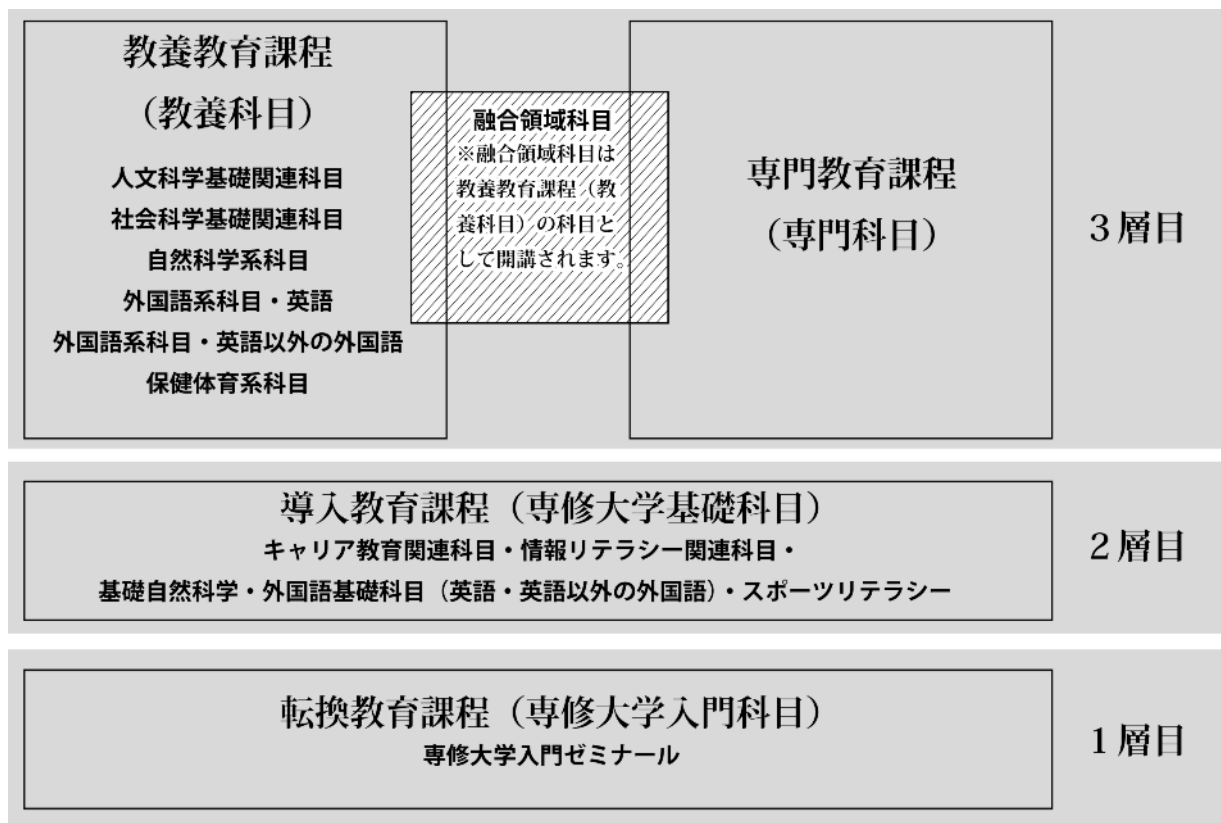 教養教育課程
（教養科目）
人文科学基礎関連科目
社会科学基礎関連科目
自然科学系科目
外国語系科目・英語
外国語系科目・英語以外の外国語
保健体育系科目
融合領域科目
※融合領域科目は
教養教育課程（教
養科目）の科目と
して開講されます。
専門教育課程
（専門科目）
３層目
導入教育課程（専修大学基礎科目）
キャリア教育関連科目・情報リテラシー関連科目・
基礎自然科学・外国語基礎科目（英語・英語以外の外国語）・スポーツリテラシー
２層目
転換教育課程（専修大学入門科目）
専修大学入門ゼミナール
１層目